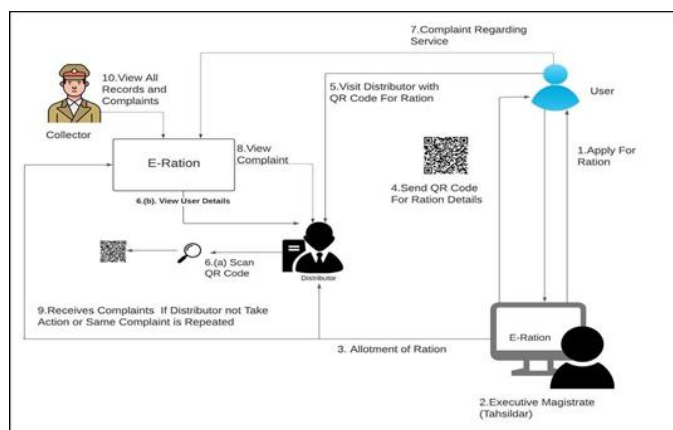 7.Complaint Regarding
Service
10.View All
Records and
Complaints
5.Visit Distributor with
QR Code For Ration
User
Collector
8.View
Complaint
E-Ration
1.Apply For
Ration
4.Send QR Code
For Ration Details
6.(b). View User Details
6.(a) Scan
QR Code
Distributor
9.Receives Complaints If Distributor not Take
Action or Same Complaint is Repeated
E-Ration
3. Allotment of Ration
2.Executive Magistrate
(Tahsildar)